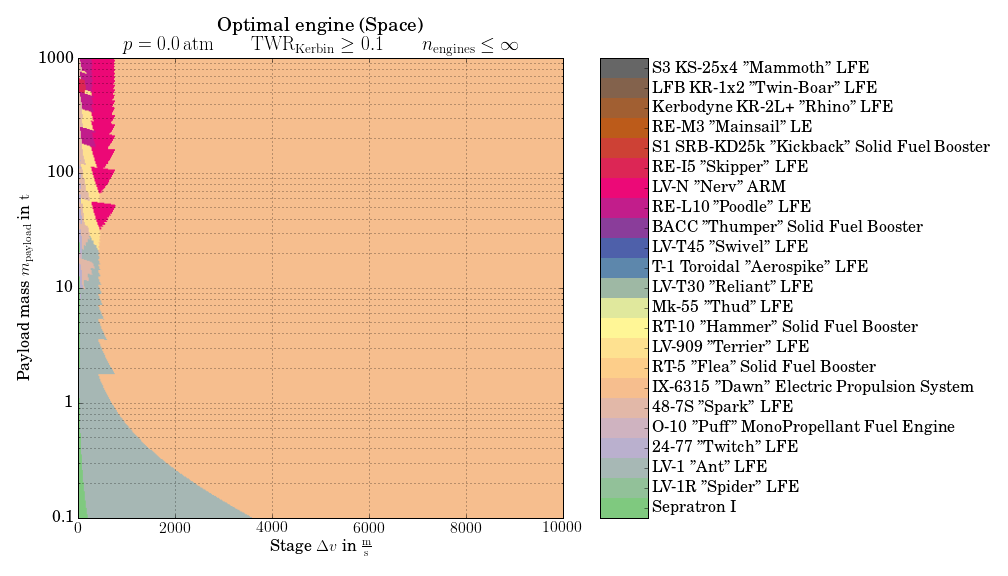 Optimal engine (Space)
p = 0.0 atm TWR_Kerbin ≥ 0.1 n_engines ≤ ∞
1000
100
10
1
0.1
Payload mass m_payload in t
0
2000
4000
6000
8000
10000
Stage Δv in m/s
S3 KS-25x4 "Mammoth" LFE
LFB KR-1x2 "Twin-Boar" LFE
Kerbodyne KR-2L+ "Rhino" LFE
RE-M3 "Mainsail" LE
S1 SRB-KD25k "Kickback" Solid Fuel Booster
RE-I5 "Skipper" LFE
LV-N "Nerv" ARM
RE-L10 "Poodle" LFE
BACC "Thumper" Solid Fuel Booster
LV-T45 "Swivel" LFE
T-1 Toroidal "Aerospike" LFE
LV-T30 "Reliant" LFE
Mk-55 "Thud" LFE
RT-10 "Hammer" Solid Fuel Booster
LV-909 "Terrier" LFE
RT-5 "Flea" Solid Fuel Booster
IX-6315 "Dawn" Electric Propulsion System
48-7S "Spark" LFE
O-10 "Puff" MonoPropellant Fuel Engine
24-77 "Twitch" LFE
LV-1 "Ant" LFE
LV-1R "Spider" LFE
Sepratron I